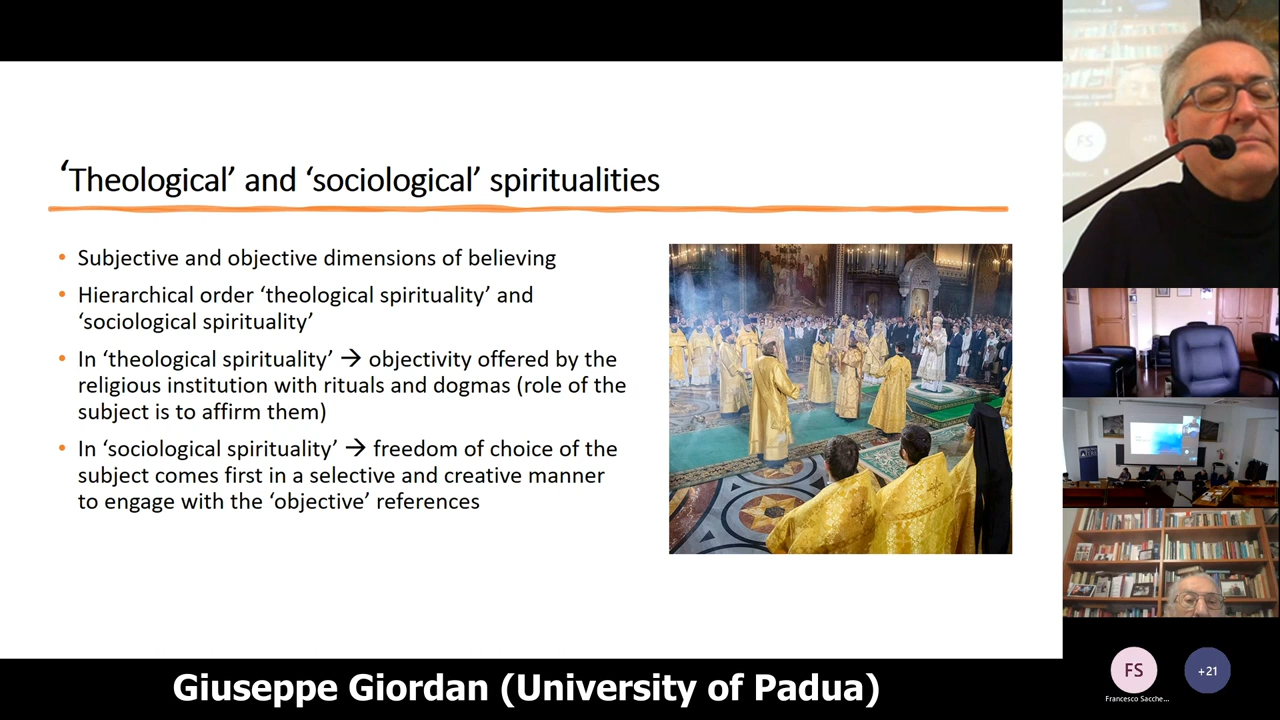 ‘Theological’ and ‘sociological’ spiritualities
• Subjective and objective dimensions of believing
• Hierarchical order ‘theological spirituality’ and
‘sociological spirituality’
• In ‘theological spirituality’ → objectivity offered by the
religious institution with rituals and dogmas (role of the
subject is to affirm them)
• In ‘sociological spirituality’ → freedom of choice of the
subject comes first in a selective and creative manner
to engage with the ‘objective’ references
Giuseppe Giordan (University of Padua)
FS
FS
+21
Francesco Sacche...